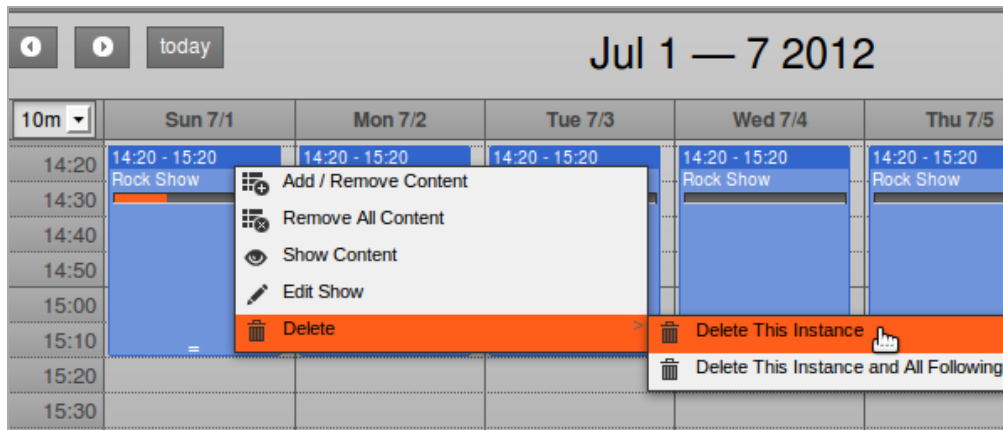 today
Jul 1 — 7 2012
10m
Sun 7/1
Mon 7/2
Tue 7/3
Wed 7/4
Thu 7/5
14:20
14:20 - 15:20
14:20 - 15:20
14:20 - 15:20
14:20 - 15:20
14:20 - 15:20
Rock Show
Rock Show
Rock Show
14:30
14:40
14:50
15:00
15:10
15:20
15:30
Add / Remove Content
Remove All Content
Show Content
Edit Show
Delete >
Delete This Instance
Delete This Instance and All Following